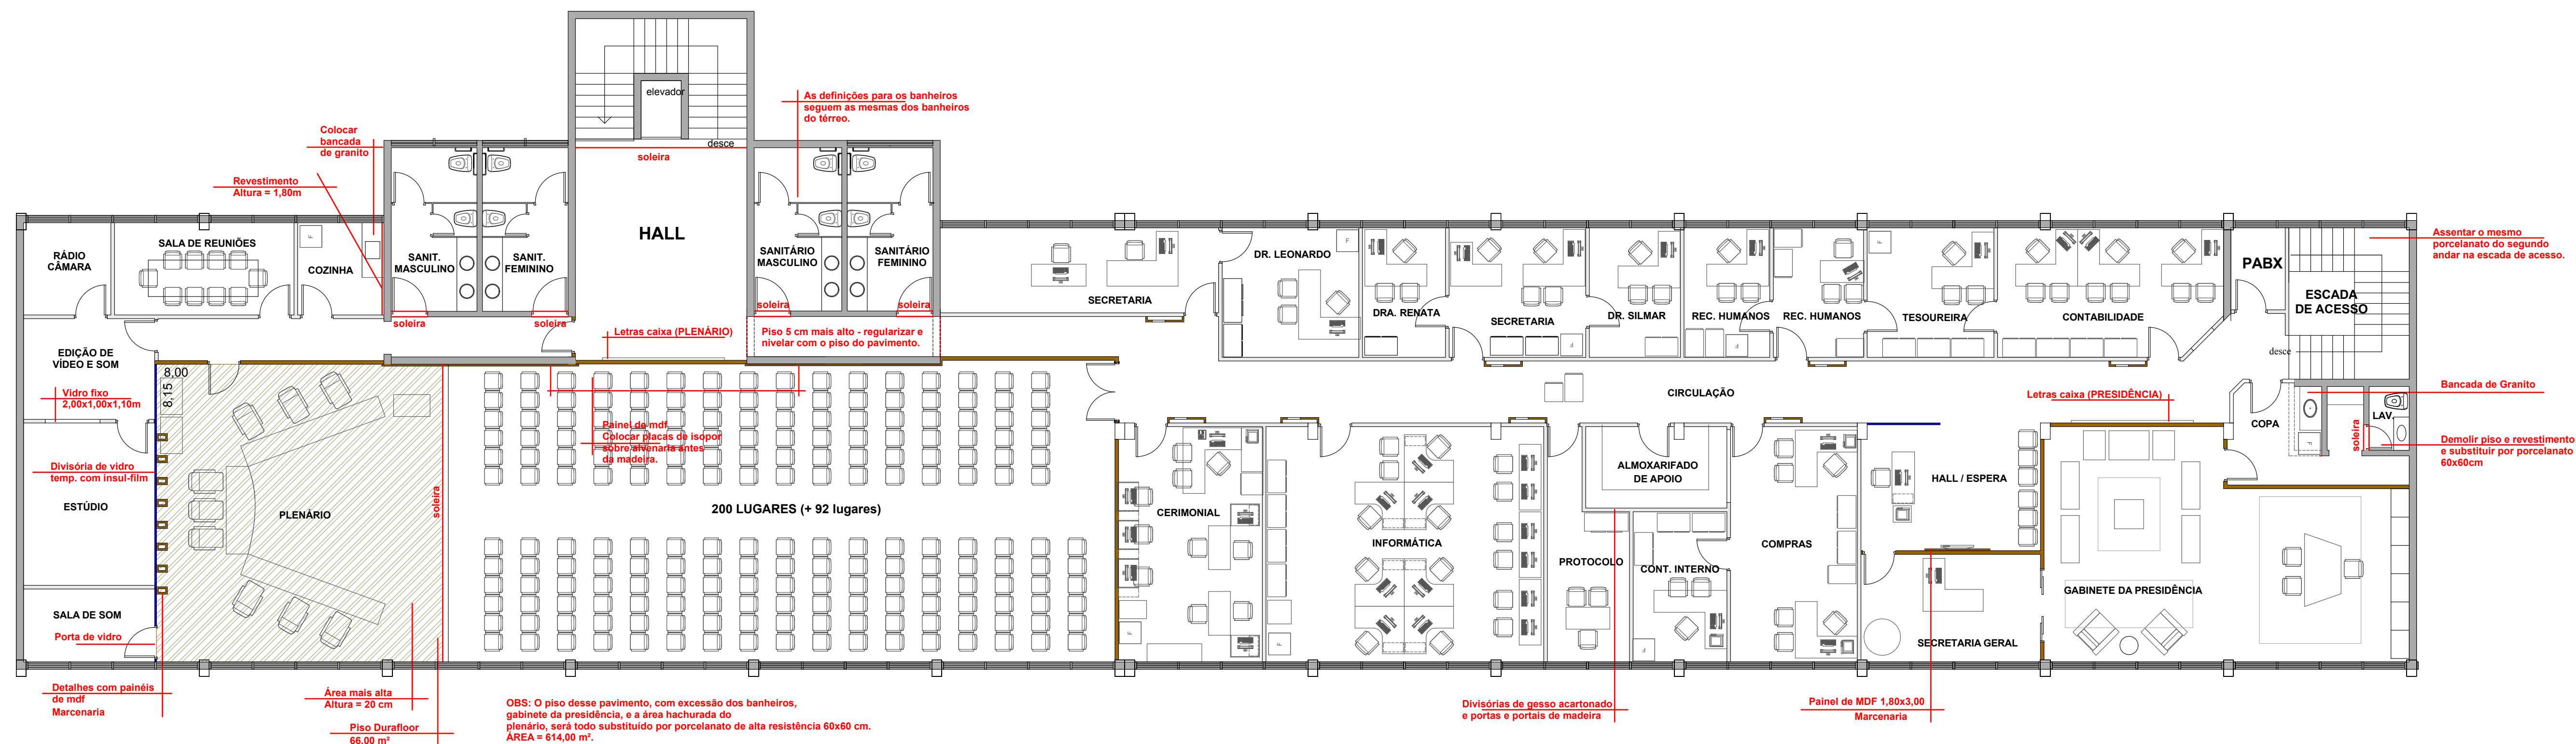 elevador
desce
soleira
As definições para os banheiros
seguem as mesmas dos banheiros
do térreo.
Colocar
bancada
de granito
Revestimento
Altura = 1,80m
RÁDIO
CÂMARA
SALA DE REUNIÕES
COZINHA
F
SANIT.
MASCULINO
SANIT.
FEMININO
HALL
SANITÁRIO
MASCULINO
SANITÁRIO
FEMININO
soleira
soleira
soleira
soleira
Letras caixa (PLENÁRIO)
Piso 5 cm mais alto - regularizar e
nivelar com o piso do pavimento.
SECRETARIA
DR. LEONARDO
F
DRA. RENATA
SECRETARIA
F
DR. SILMAR
REC. HUMANOS
F
REC. HUMANOS
F
TESOUREIRA
CONTABILIDADE
PABX
ESCADA
DE ACESSO
desce
Assentar o mesmo
porcelanato do segundo
andar na escada de acesso.
EDIÇÃO DE
VÍDEO E SOM
Vidro fixo
2,00x1,00x1,10m
8,00
8,15
Divisória de vidro
temp. com insul-film
ESTÚDIO
PLENÁRIO
soleira
Painel de mdf
Colocar placas de isopor
sobre alvenaria antes
da madeira.
200 LUGARES (+ 92 lugares)
CIRCULAÇÃO
Letras caixa (PRESIDÊNCIA)
COPA
F
soleira
LAV.
Bancada de Granito
Demolir piso e revestimento
e substituir por porcelanato
60x60cm
CERIMONIAL
F
INFORMÁTICA
F
ALMOXARIFADO
DE APOIO
PROTOCOLO
CONT. INTERNO
F
COMPRAS
HALL / ESPERA
SECRETARIA GERAL
GABINETE DA PRESIDÊNCIA
SALA DE SOM
Porta de vidro
Detalhes com painéis
de mdf
Marcenaria
Área mais alta
Altura = 20 cm
Piso Durafloor
66,00 m²
OBS: O piso desse pavimento, com excessão dos banheiros,
gabinete da presidência, e a área hachurada do
plenário, será todo substituído por porcelanato de alta resistência 60x60 cm.
ÁREA = 614,00 m².
Divisórias de gesso acartonado
e portas e portais de madeira
Painel de MDF 1,80x3,00
Marcenaria